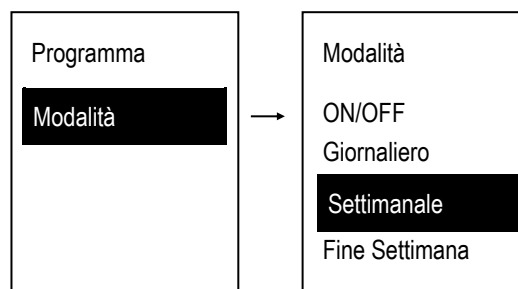 Programma
Modalità
Modalità
ON/OFF
Giornaliero
Settimanale
Fine Settimana